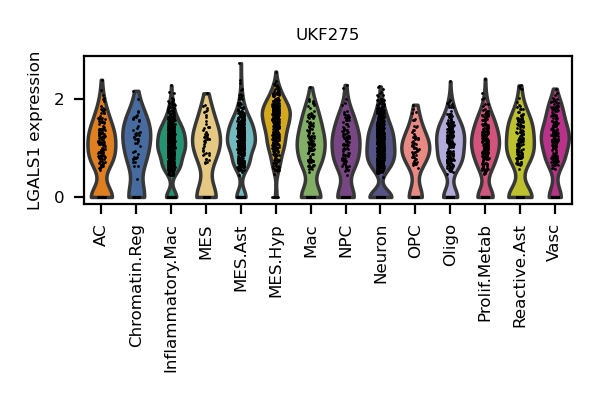 UKF275
LGALS1 expression
2
0
AC
Chromatin.Reg
Inflammatory.Mac
MES
MES.Ast
MES.Hyp
Mac
NPC
Neuron
OPC
Oligo
Prolif.Metab
Reactive.Ast
Vasc